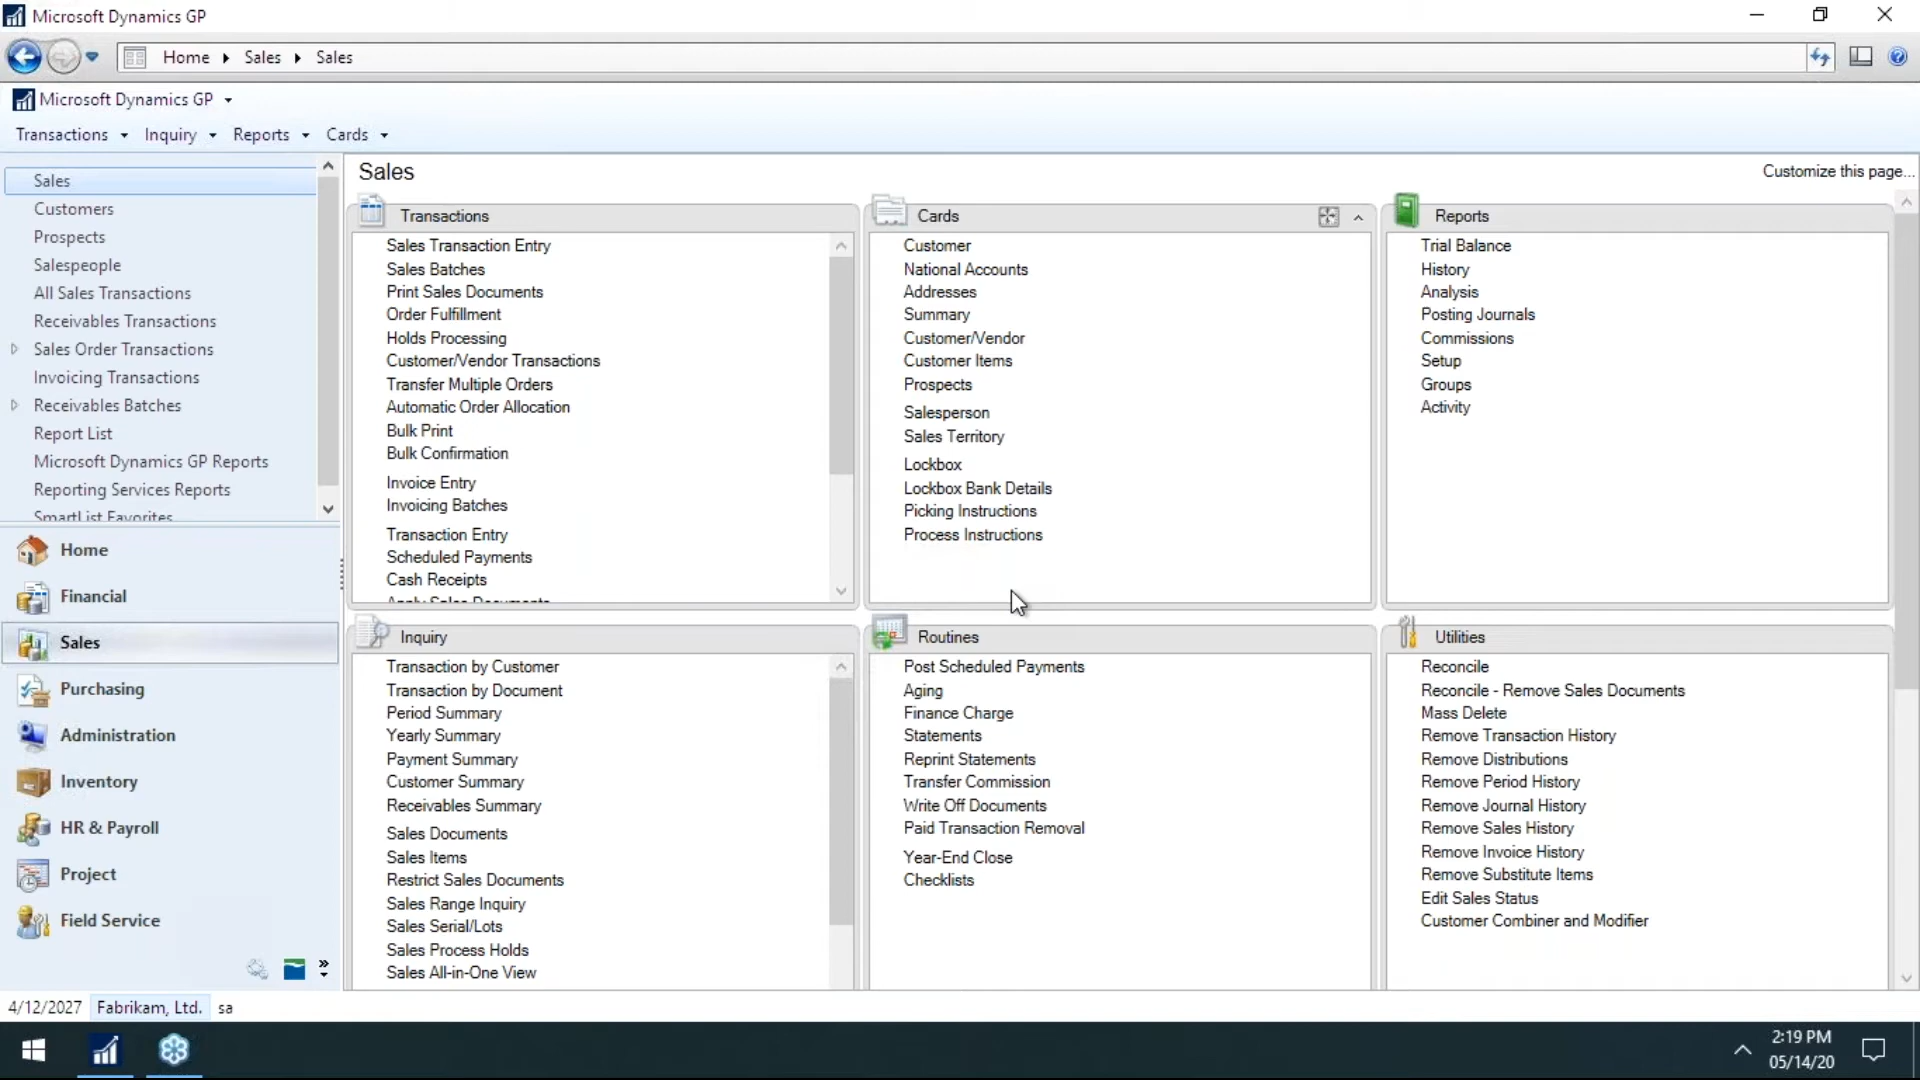 Microsoft Dynamics GP
Home Sales Sales
Microsoft Dynamics GP
Transactions Inquiry Reports Cards
Sales
Customers
Prospects
Salespeople
All Sales Transactions
Receivables Transactions
Sales Order Transactions
Invoicing Transactions
Receivables Batches
Report List
Microsoft Dynamics GP Reports
Reporting Services Reports
SmartList Favorites
Home
Financial
Sales
Purchasing
Administration
Inventory
HR & Payroll
Project
Field Service
Sales
Customize this page...
Transactions
Sales Transaction Entry
Sales Batches
Print Sales Documents
Order Fulfillment
Holds Processing
Customer/Vendor Transactions
Transfer Multiple Orders
Automatic Order Allocation
Bulk Print
Bulk Confirmation
Invoice Entry
Invoicing Batches
Transaction Entry
Scheduled Payments
Cash Receipts
Apply Sales Documents
Cards
Customer
National Accounts
Addresses
Summary
Customer/Vendor
Customer Items
Prospects
Salesperson
Sales Territory
Lockbox
Lockbox Bank Details
Picking Instructions
Process Instructions
Reports
Trial Balance
History
Analysis
Posting Journals
Commissions
Setup
Groups
Activity
Inquiry
Transaction by Customer
Transaction by Document
Period Summary
Yearly Summary
Payment Summary
Customer Summary
Receivables Summary
Sales Documents
Sales Items
Restrict Sales Documents
Sales Range Inquiry
Sales Serial/Lots
Sales Process Holds
Sales All-in-One View
Routines
Post Scheduled Payments
Aging
Finance Charge
Statements
Reprint Statements
Transfer Commission
Write Off Documents
Paid Transaction Removal
Year-End Close
Checklists
Utilities
Reconcile
Reconcile - Remove Sales Documents
Mass Delete
Remove Transaction History
Remove Distributions
Remove Period History
Remove Journal History
Remove Sales History
Remove Invoice History
Remove Substitute Items
Edit Sales Status
Customer Combiner and Modifier
4/12/2027 Fabrikam, Ltd. sa
2:19 PM
05/14/20